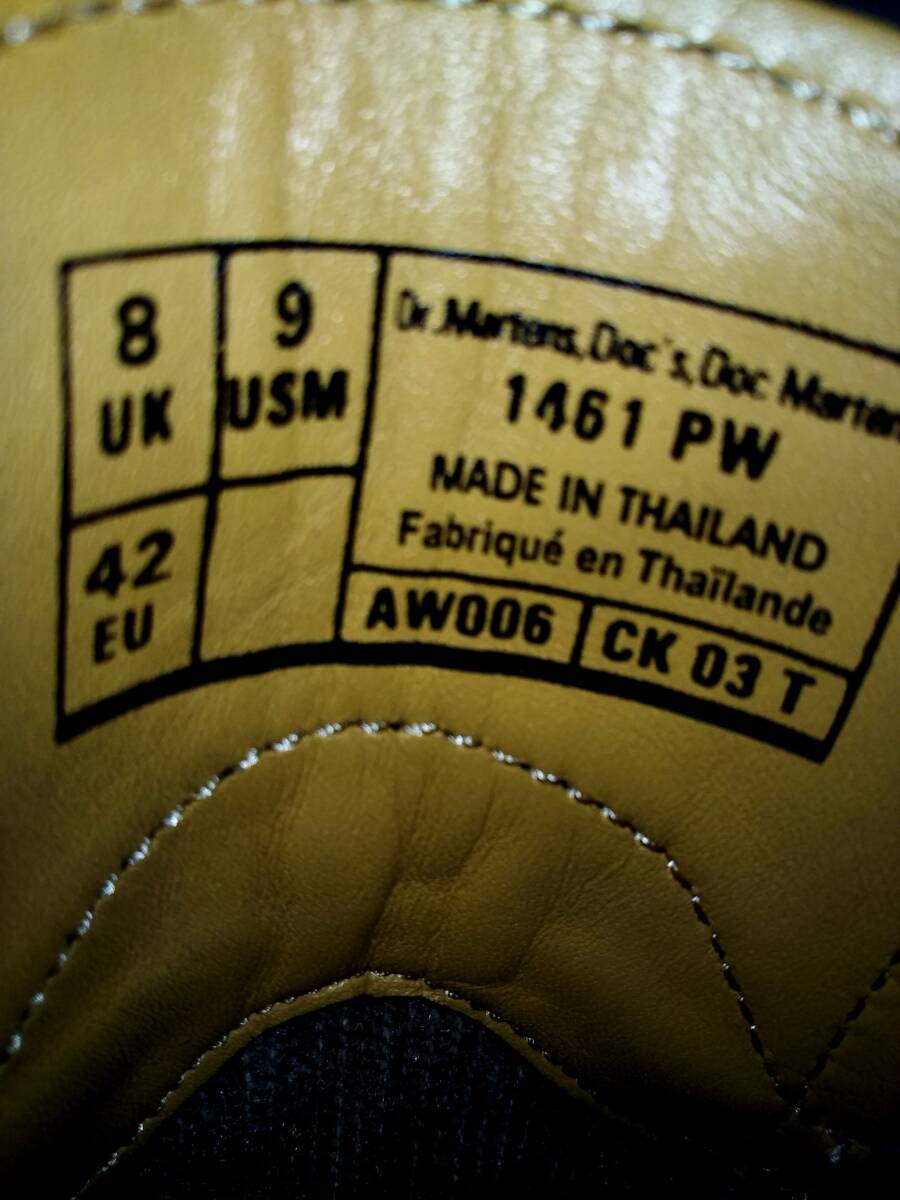 8
UK
9
USM
42
EU
Dr.Martens,Doc's,Doc Marten
1461 PW
MADE IN THAILAND
Fabriqué en Thaïlande
AW006
CK 03 T